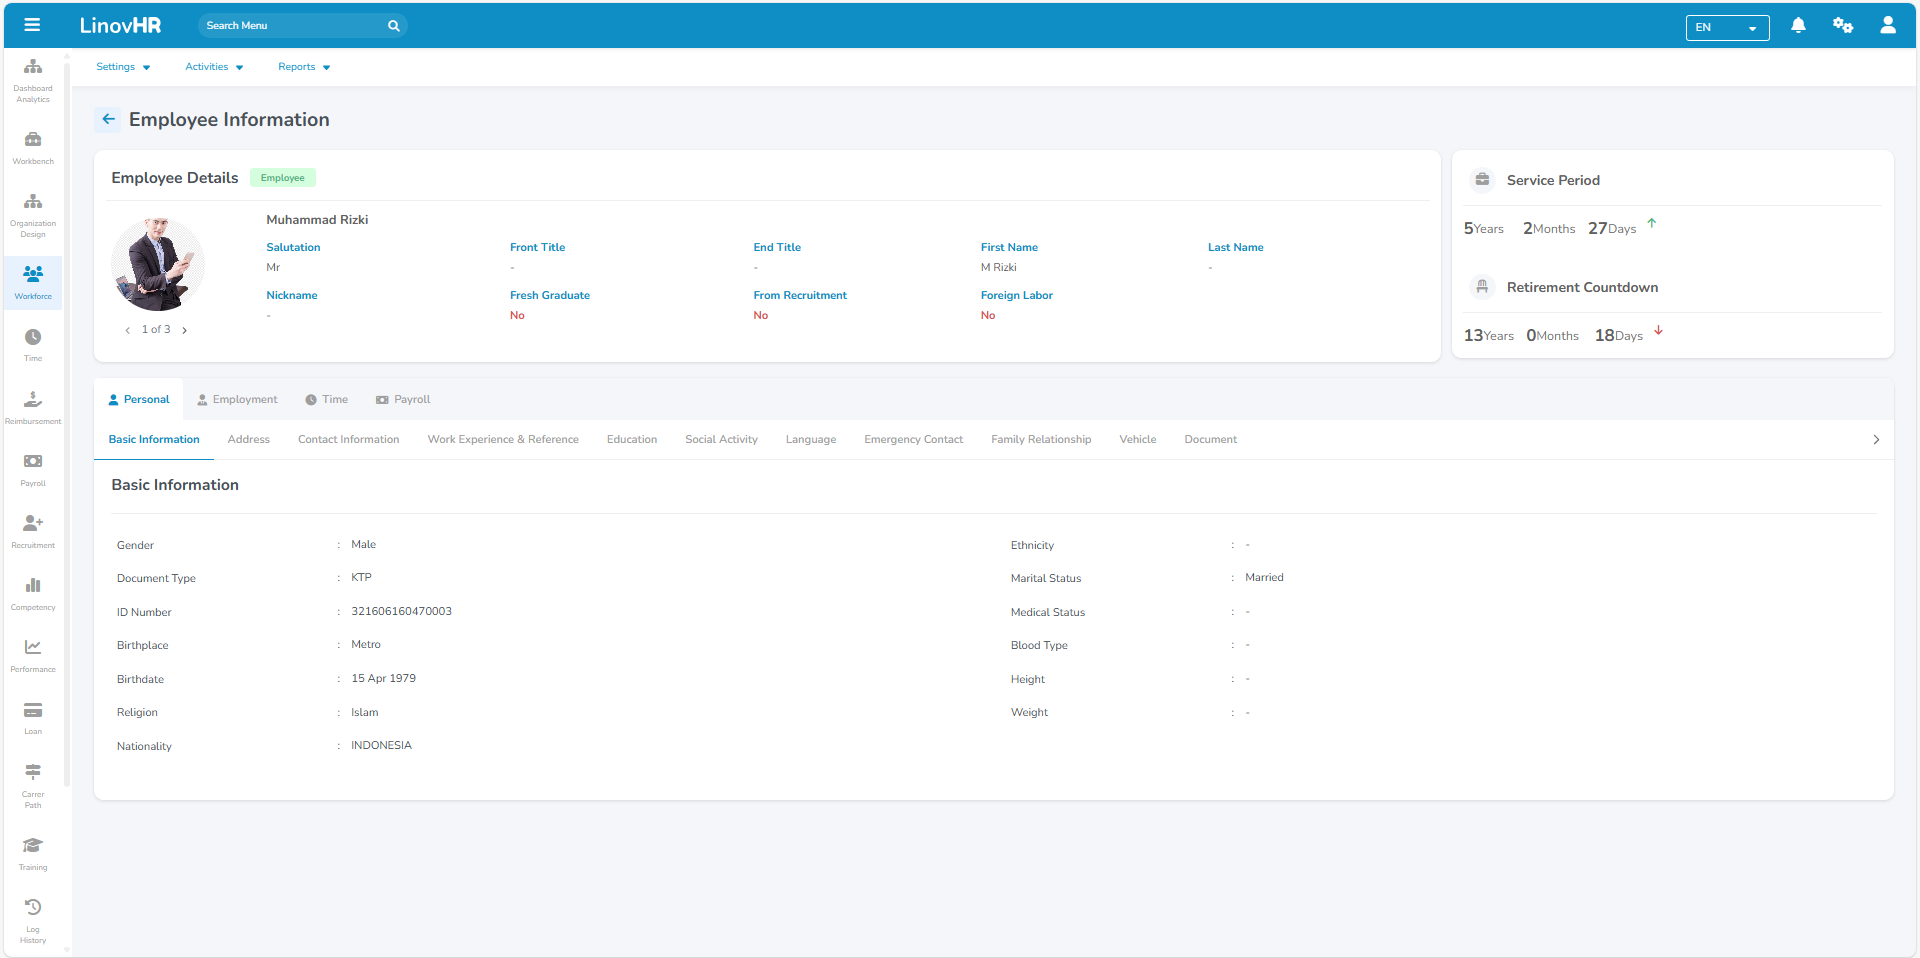 LinovHR
Search Menu
EN
Settings
Activities
Reports
Dashboard
Analytics
Workbench
Organization
Design
Workforce
Time
Reimbursement
Payroll
Recruitment
Competency
Performance
Loan
Carrer
Path
Training
Log
History
Employee Information
Employee Details
Employee
Muhammad Rizki
Salutation
Front Title
End Title
First Name
Last Name
Mr
-
-
M Rizki
-
Nickname
Fresh Graduate
From Recruitment
Foreign Labor
-
No
No
No
1 of 3
Service Period
5Years 2Months 27Days
Retirement Countdown
13Years 0Months 18Days
Personal
Employment
Time
Payroll
Basic Information
Address
Contact Information
Work Experience & Reference
Education
Social Activity
Language
Emergency Contact
Family Relationship
Vehicle
Document
Basic Information
Gender : Male
Document Type : KTP
ID Number : 321606160470003
Birthplace : Metro
Birthdate : 15 Apr 1979
Religion : Islam
Nationality : INDONESIA
Ethnicity : -
Marital Status : Married
Medical Status : -
Blood Type : -
Height : -
Weight : -